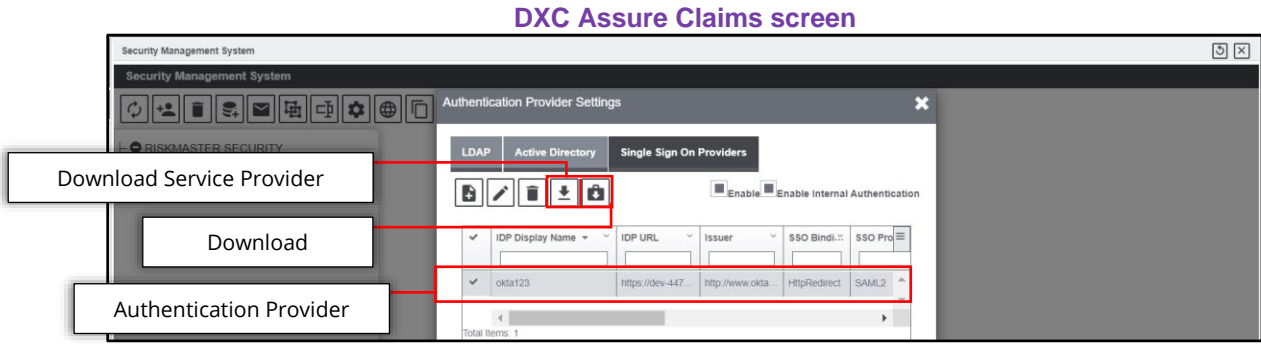 DXC Assure Claims screen
Security Management System
Security Management System
Authentication Provider Settings
RISKMASTER SECURITY
LDAP Active Directory Single Sign On Providers
Download Service Provider
Enable Enable Internal Authentication
Download
IDP Display Name IDP URL Issuer SSO Bindi... SSO Pro
okta123 https://dev-447... http://www.okta... HttpRedirect SAML2
Authentication Provider
Total Items: 1